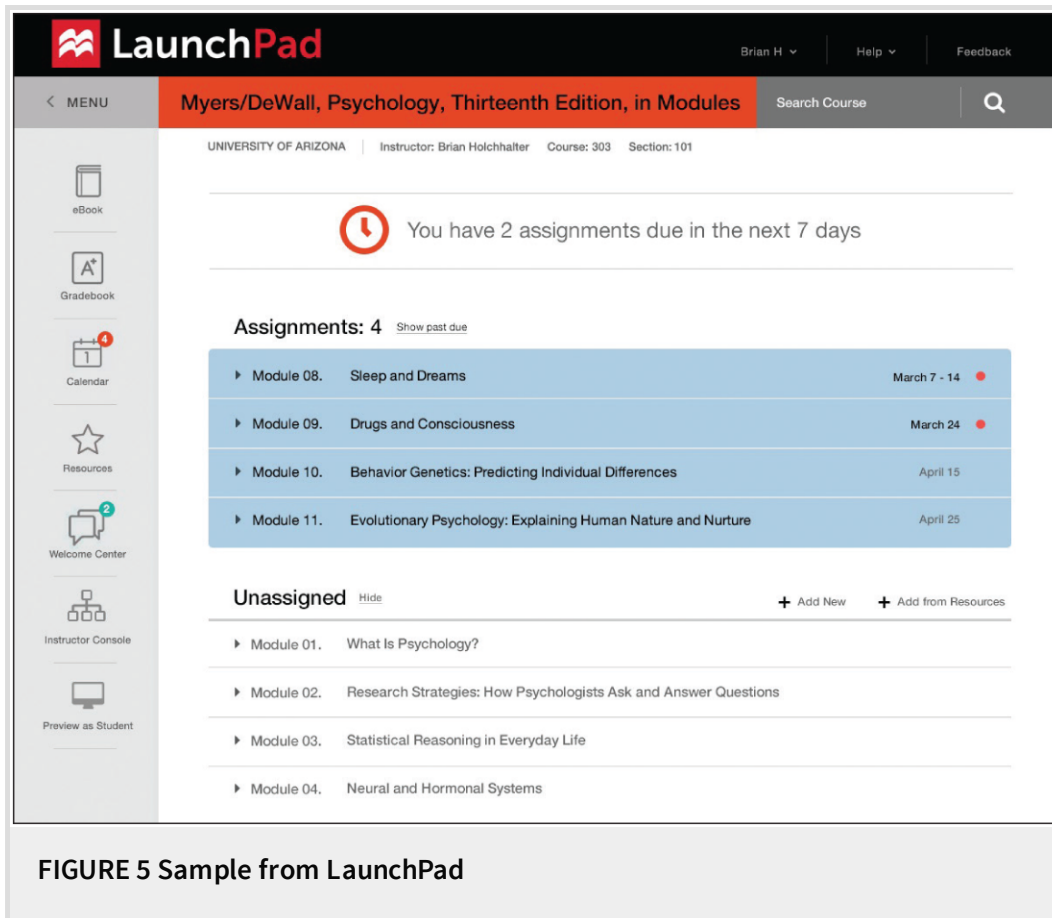 LaunchPad
Brian H Help Feedback
< MENU
Myers/DeWall, Psychology, Thirteenth Edition, in Modules
Search Course
UNIVERSITY OF ARIZONA Instructor: Brian Holchhalter Course: 303 Section: 101
eBook
A+
Gradebook
4
1
Calendar
Resources
2
Welcome Center
Instructor Console
Preview as Student
You have 2 assignments due in the next 7 days
Assignments: 4 Show past due
Module 08. Sleep and Dreams March 7 - 14
Module 09. Drugs and Consciousness March 24
Module 10. Behavior Genetics: Predicting Individual Differences April 15
Module 11. Evolutionary Psychology: Explaining Human Nature and Nurture April 25
Unassigned Hide + Add New + Add from Resources
Module 01. What Is Psychology?
Module 02. Research Strategies: How Psychologists Ask and Answer Questions
Module 03. Statistical Reasoning in Everyday Life
Module 04. Neural and Hormonal Systems
FIGURE 5 Sample from LaunchPad